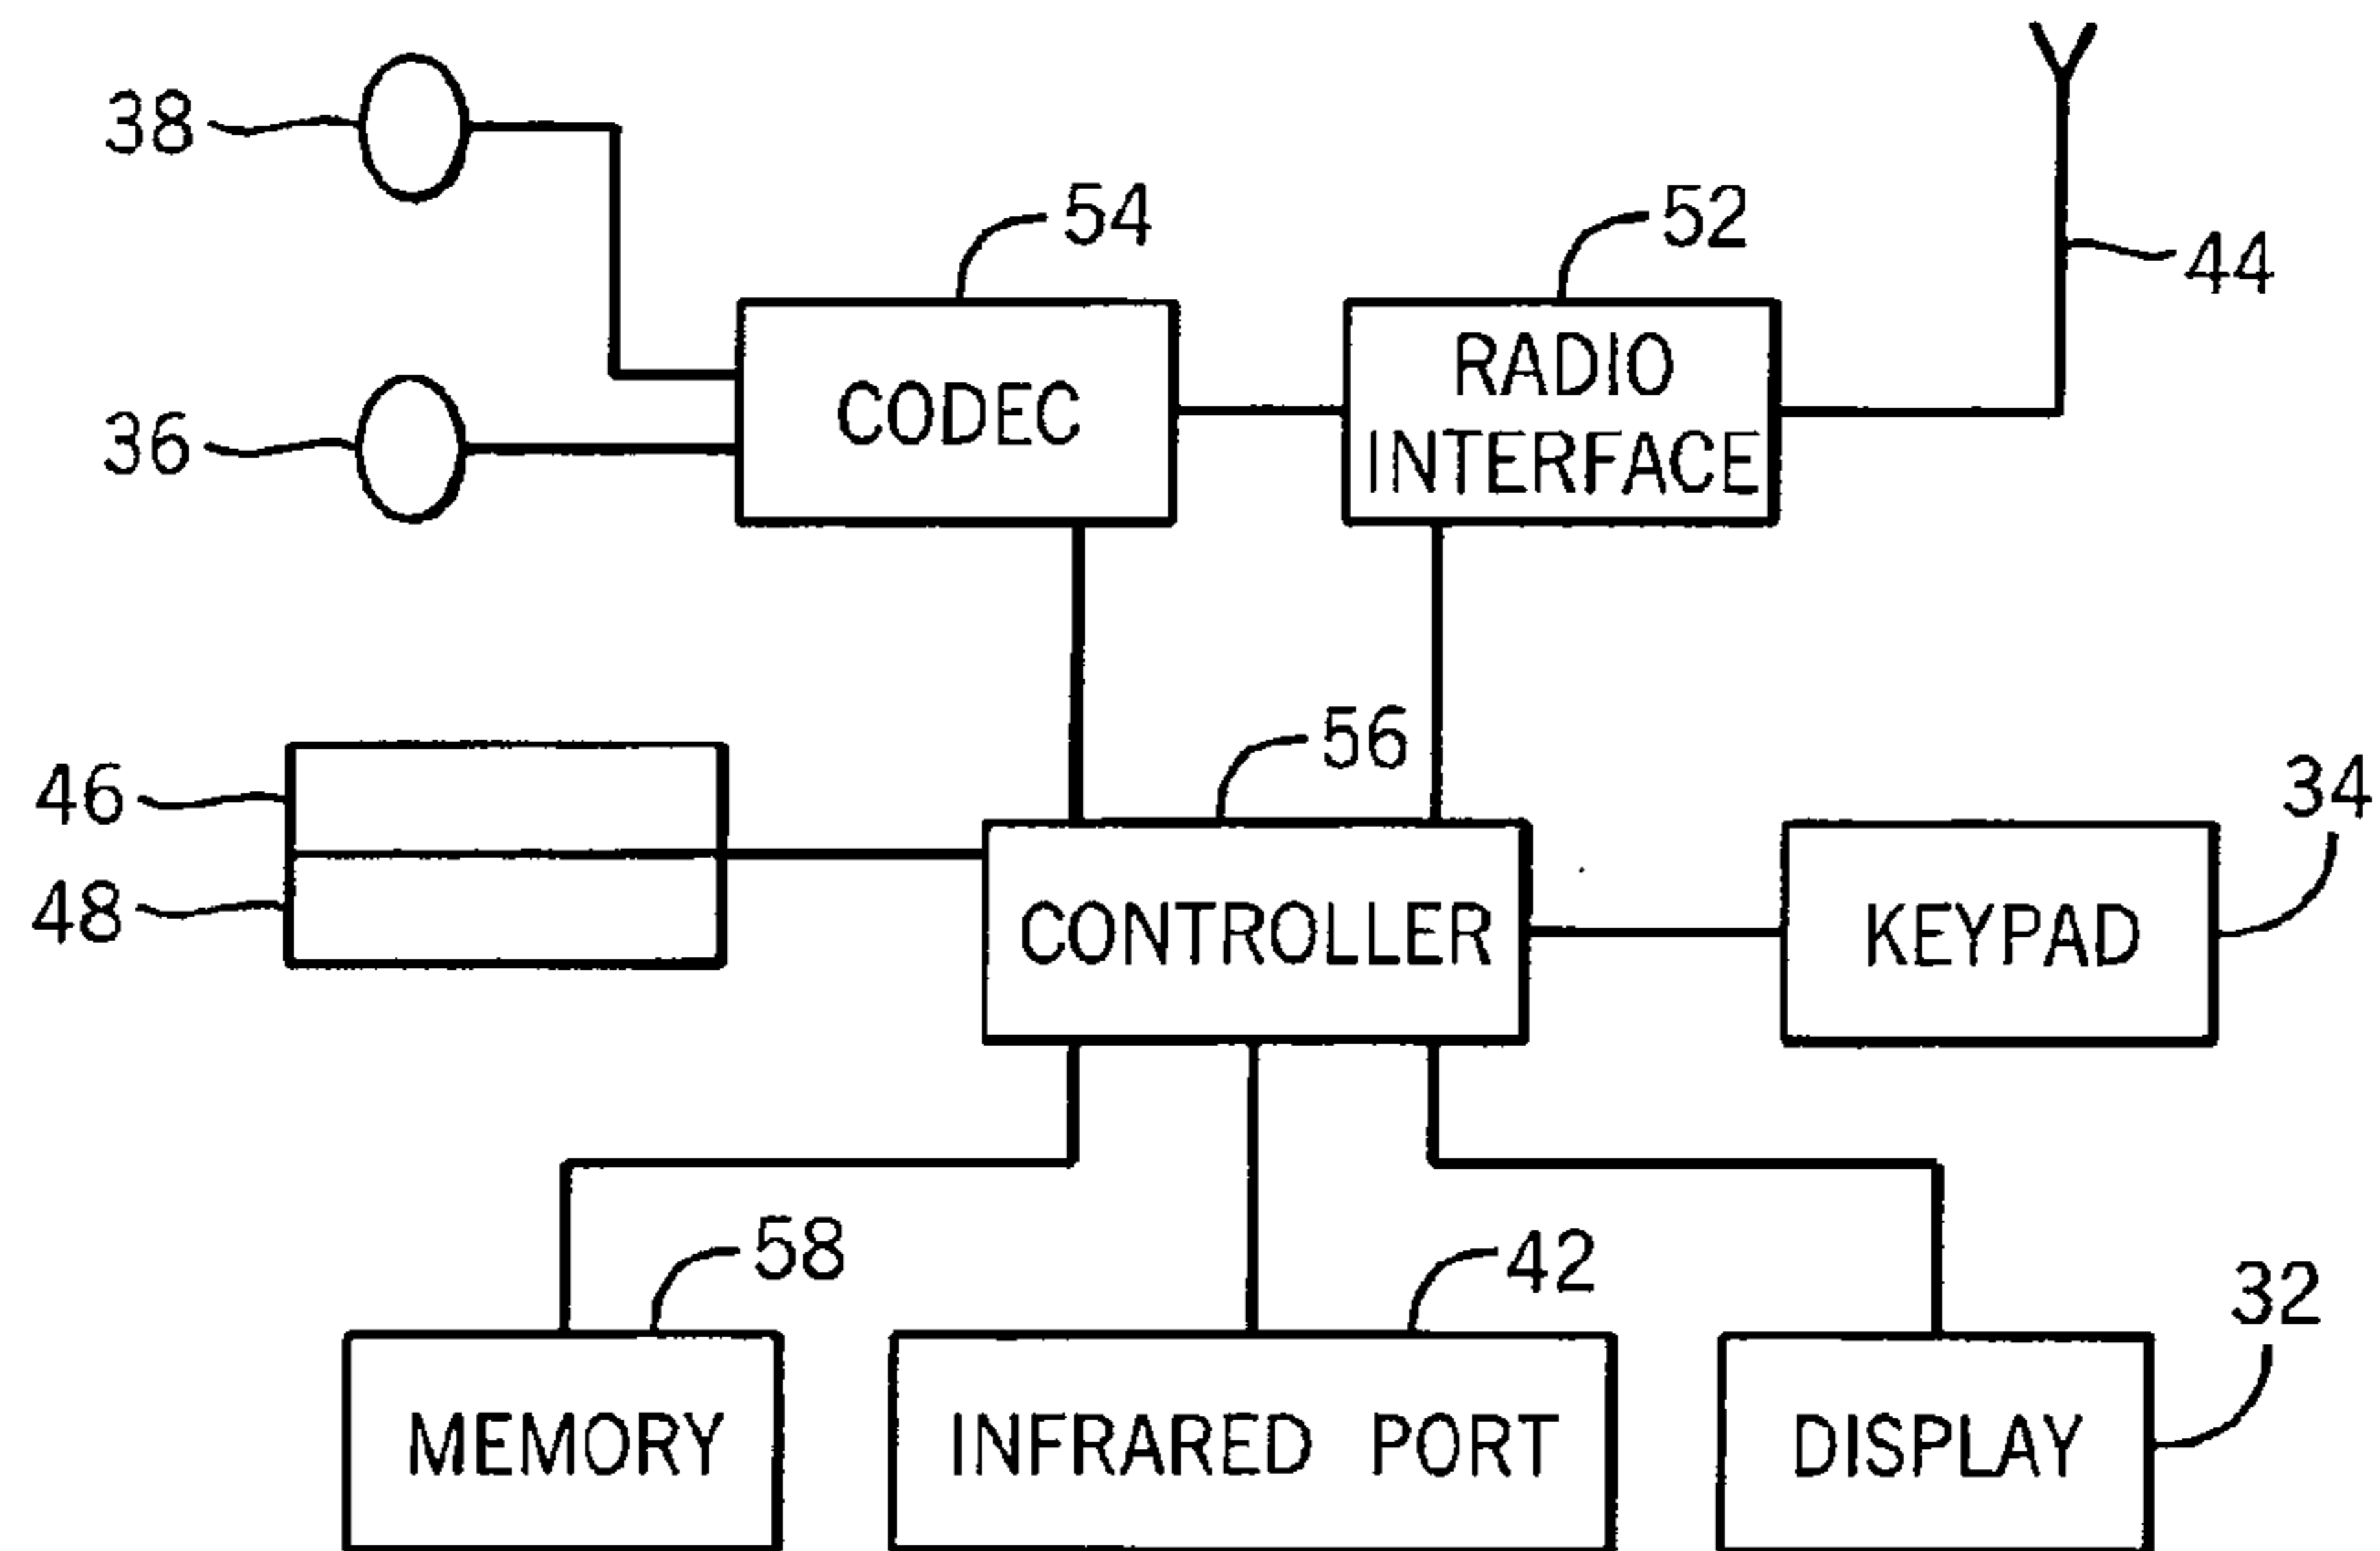 38
54
52
44
RADIO
INTERFACE
CODEC
36
56
46
34
48
CONTROLLER
KEYPAD
58
42
32
MEMORY
INFRARED PORT
DISPLAY